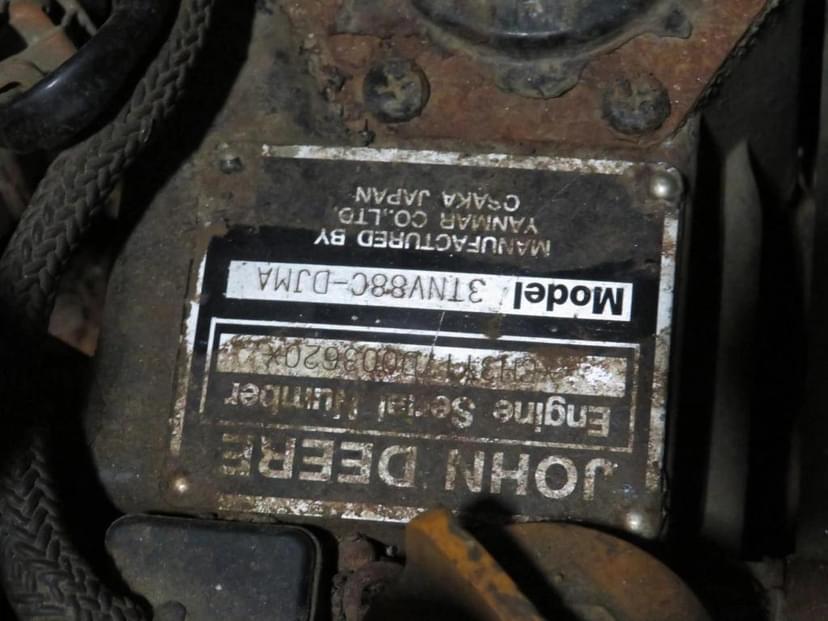 JOHN DEERE
Engine Serial Number
Model 3TNV88C-DJMA
MANUFACTURED BY
YANMAR CO.,LTD.
OSAKA JAPAN